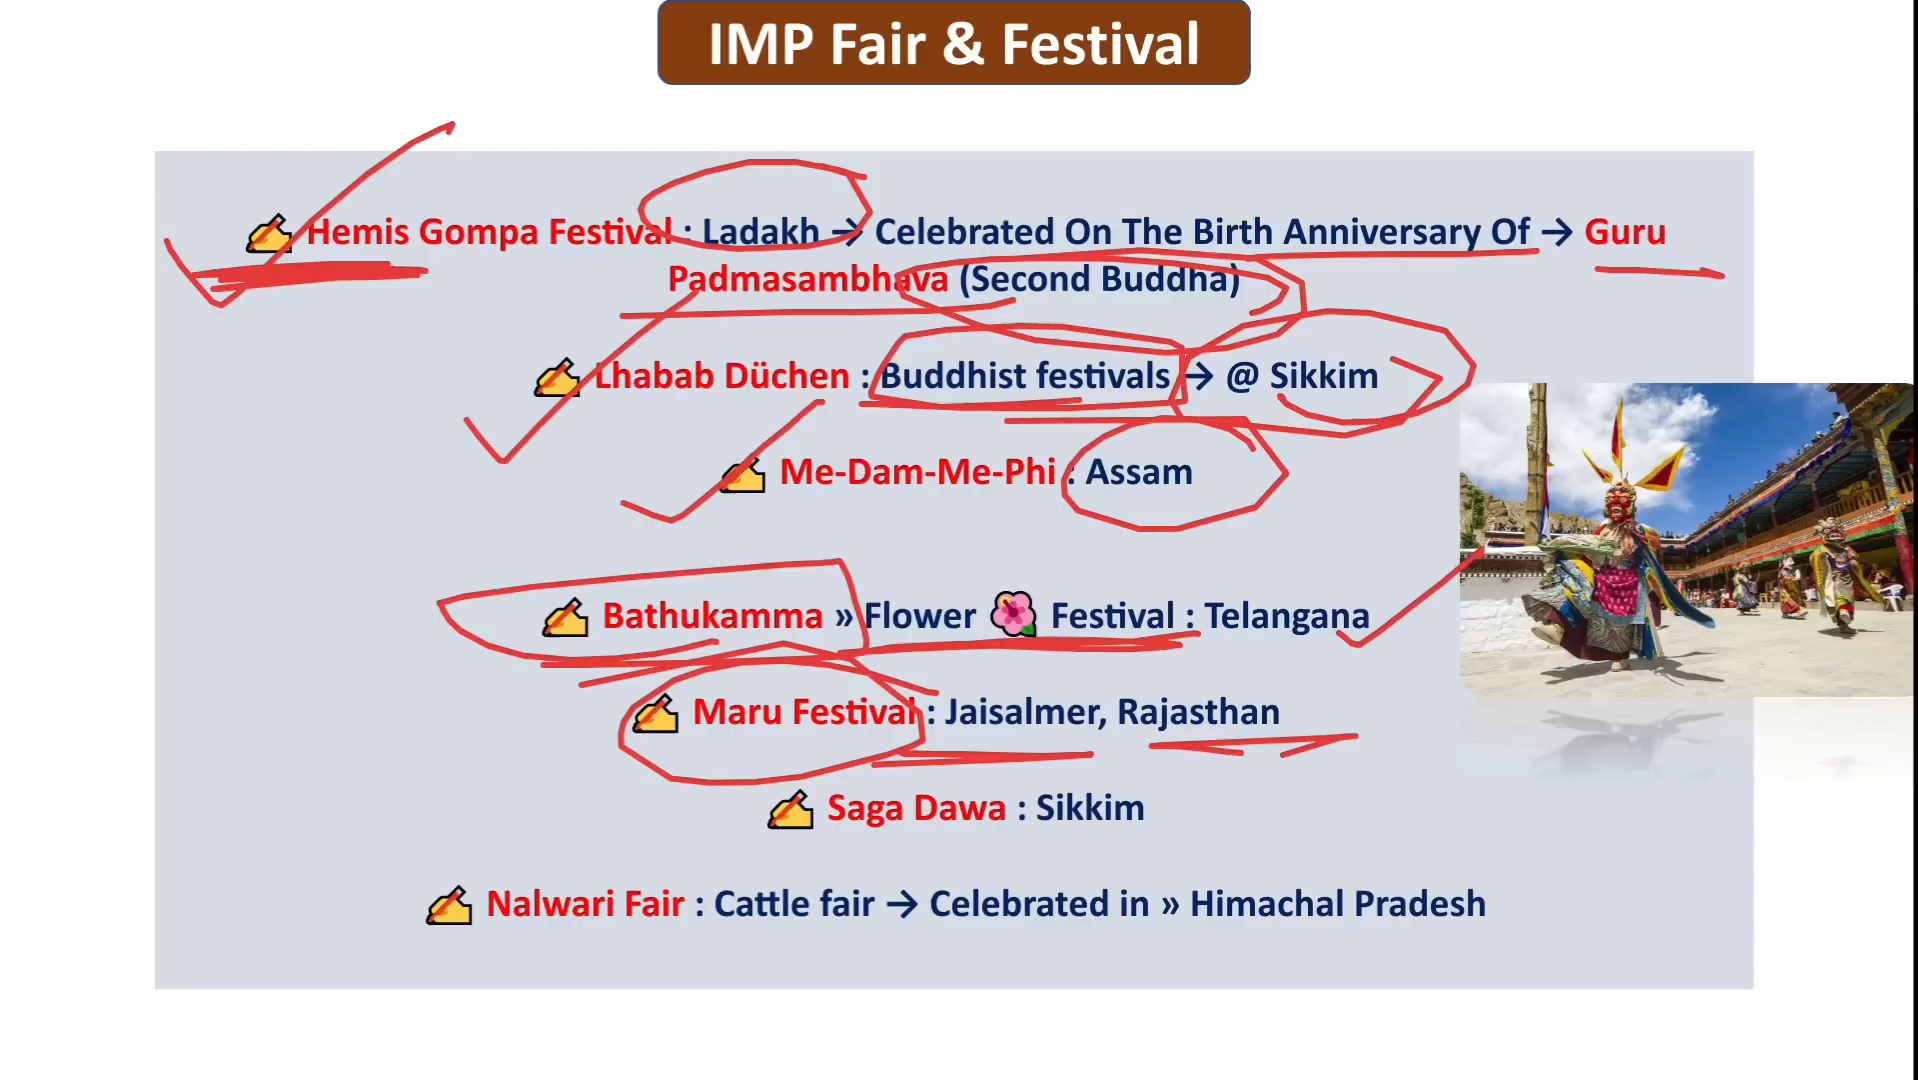 IMP Fair & Festival
✍ Hemis Gompa Festival : Ladakh → Celebrated On The Birth Anniversary Of → Guru
Padmasambhava (Second Buddha)
✍ Lhabab Düchen : Buddhist festivals → @ Sikkim
✍ Me-Dam-Me-Phi : Assam
✍ Bathukamma » Flower 🌺 Festival : Telangana
✍ Maru Festival : Jaisalmer, Rajasthan
✍ Saga Dawa : Sikkim
✍ Nalwari Fair : Cattle fair → Celebrated in » Himachal Pradesh